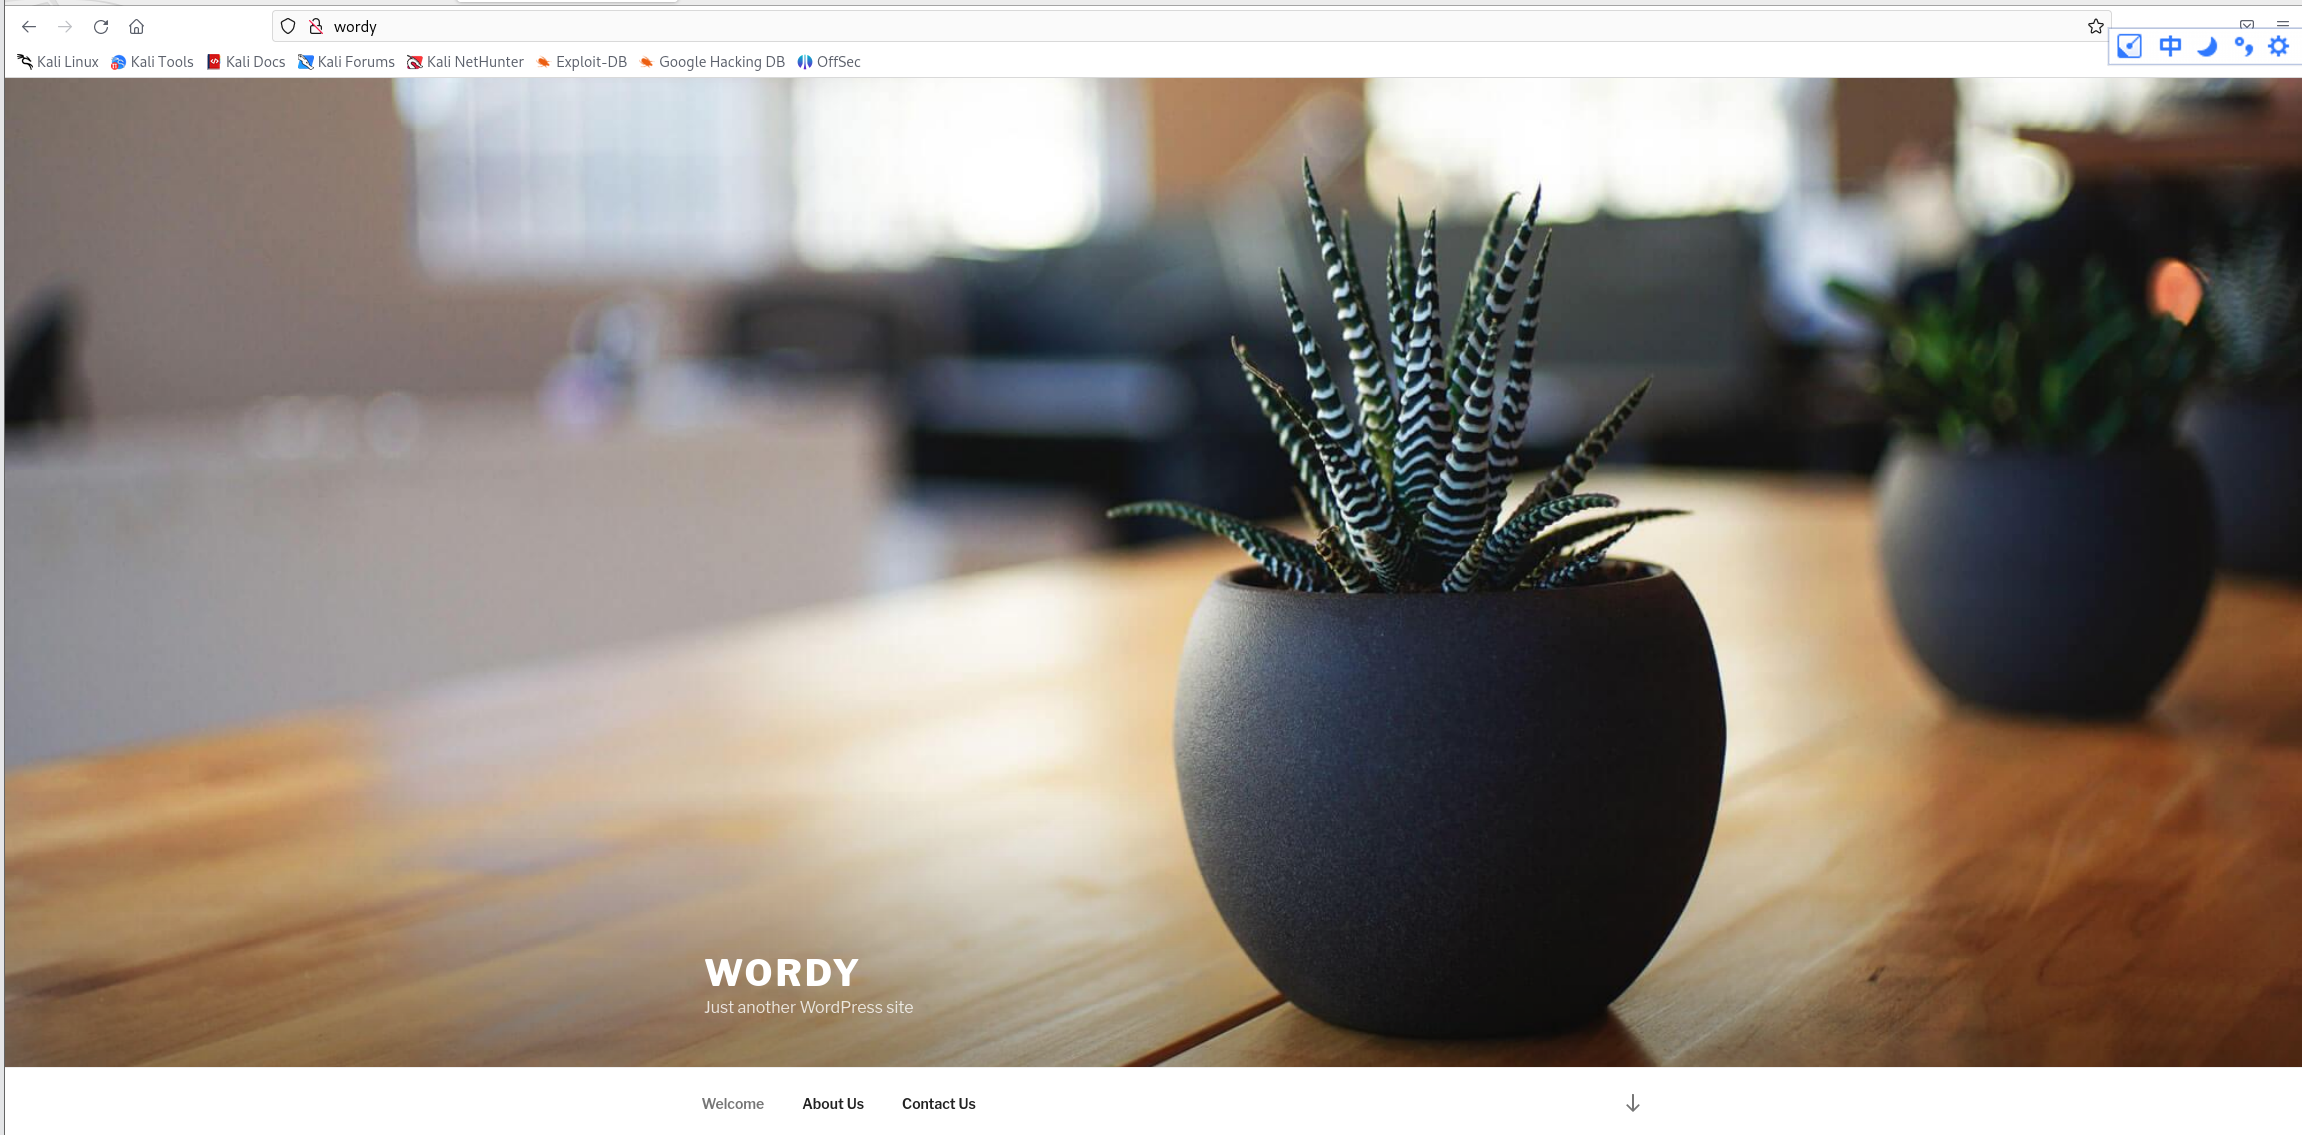 wordy
Kali Linux Kali Tools Kali Docs Kali Forums Kali NetHunter Exploit-DB Google Hacking DB OffSec
中
WORDY
Just another WordPress site
Welcome About Us Contact Us